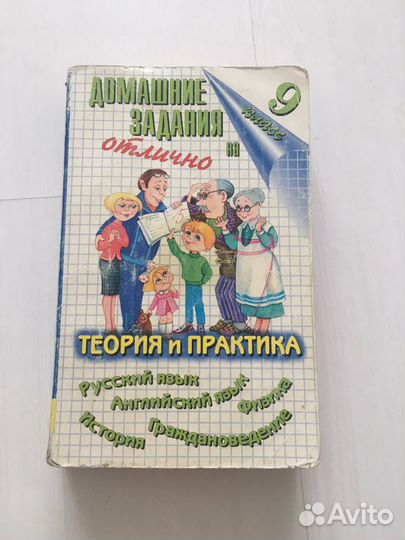 ДОМАШНИЕ
ЗАДАНИЯ
на
отлично
9
класс
ТЕОРИЯ и ПРАКТИКА
Русский язык
Английский язык
Физика
История
Граждановедение
Avito